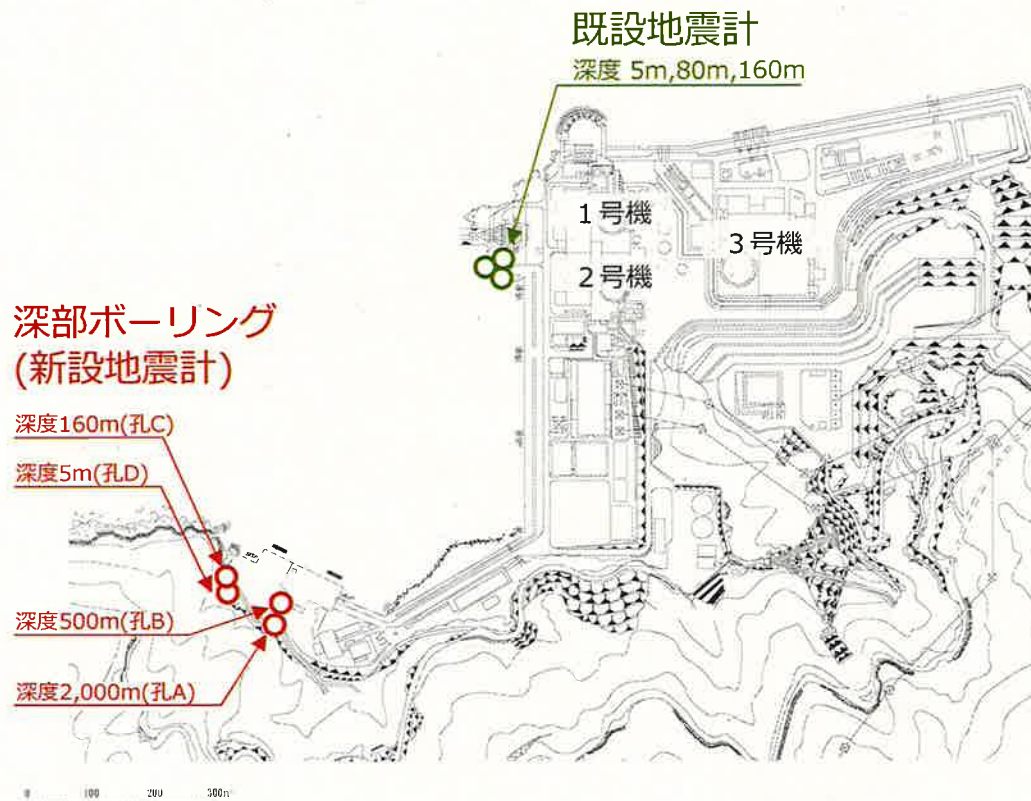 既設地震計
深度 5m,80m,160m
1号機
3号機
2号機
深部ボーリング
(新設地震計)
深度160m(孔C)
深度5m(孔D)
深度500m(孔B)
深度2,000m(孔A)
0 100 200 300m